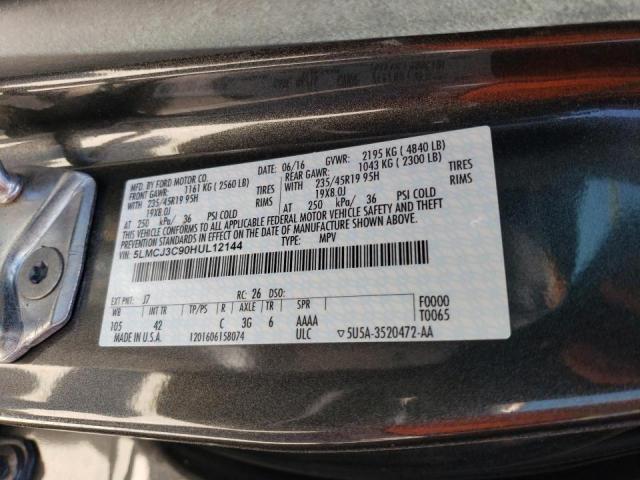 MFD. BY FORD MOTOR CO.
DATE: 06/16 GVWR: 2195 KG ( 4840 LB)
FRONT GAWR: 1161 KG ( 2560 LB) REAR GAWR: 1043 KG ( 2300 LB)
WITH 235/45R19 95H TIRES WITH 235/45R19 95H TIRES
19X8.0J RIMS 19X8.0J RIMS
AT 250 kPa/ 36 PSI COLD AT 250 kPa/ 36 PSI COLD
THIS VEHICLE CONFORMS TO ALL APPLICABLE FEDERAL MOTOR VEHICLE SAFETY AND THEFT
PREVENTION STANDARDS IN EFFECT ON THE DATE OF MANUFACTURE SHOWN ABOVE.
VIN: 5LMCJ3C90HUL12144 TYPE: MPV
F0000
T0065
EXT PNT: J7 RC: 26 DSO:
WB TP/PS R AXLE TR SPR
105 42 C 3G 6 AAAA
MADE IN U.S.A. 1201606158074 ULC ▽5U5A-3520472-AA